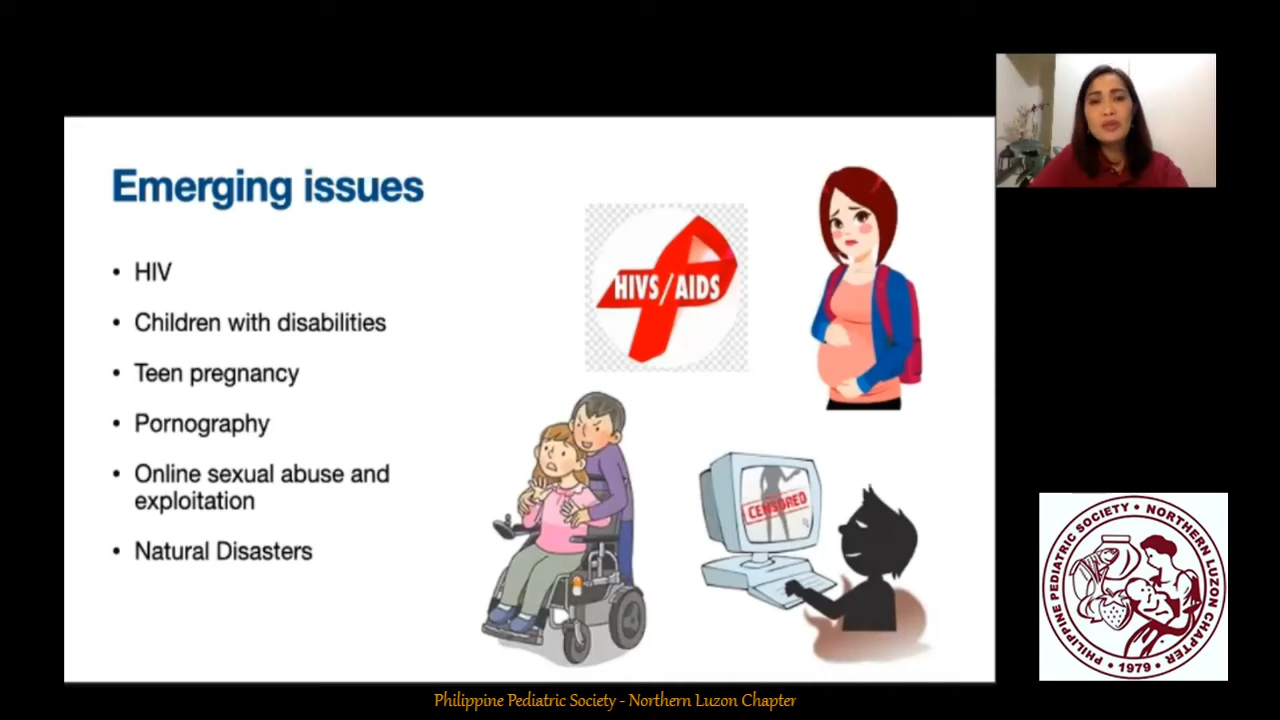 Emerging issues
• HIV
• Children with disabilities
• Teen pregnancy
• Pornography
• Online sexual abuse and
exploitation
• Natural Disasters
HIVS/AIDS
CENSORED
PHILIPPINE PEDIATRIC SOCIETY • NORTHERN LUZON CHAPTER
• 1979 •
Philippine Pediatric Society - Northern Luzon Chapter